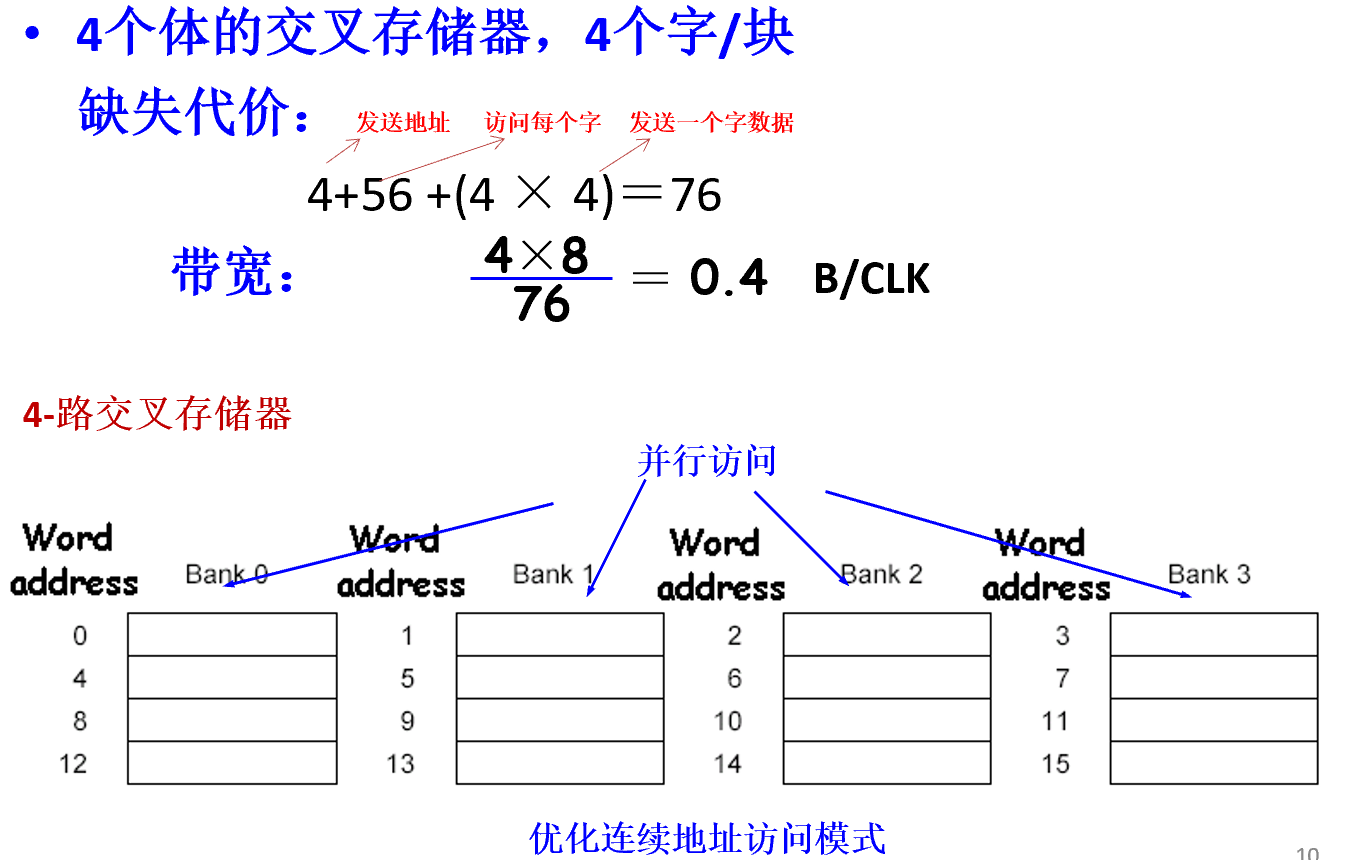 • 4个体的交叉存储器，4个字/块
缺失代价：
发送地址 访问每个字 发送一个字数据
4+56 +(4 × 4)＝76
带宽： 4×8
76 ＝ 0.4 B/CLK
4-路交叉存储器
并行访问
Word address Bank 0 Word address Bank 1 Word address Bank 2 Word address Bank 3
0 1 2 3
4 5 6 7
8 9 10 11
12 13 14 15
优化连续地址访问模式
10